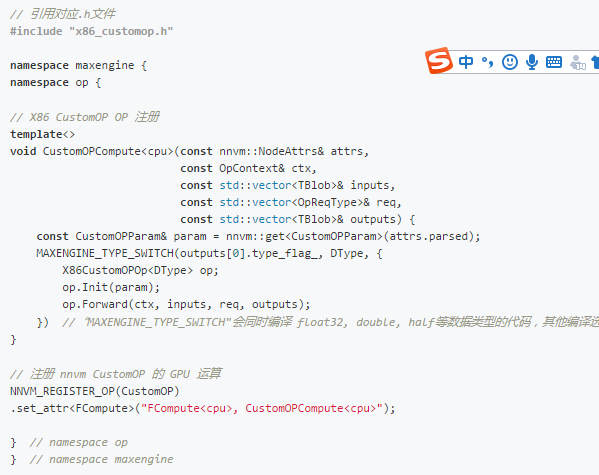 // 引用对应.h文件
#include "x86_customop.h"
namespace maxengine {
namespace op {
中
// X86 CustomOP OP 注册
template<>
void CustomOPCompute<cpu>(const nnvm::NodeAttrs& attrs,
const OpContext& ctx,
const std::vector<TBlob>& inputs,
const std::vector<OpReqType>& req,
const std::vector<TBlob>& outputs) {
const CustomOPParam& param = nnvm::get<CustomOPParam>(attrs.parsed);
MAXENGINE_TYPE_SWITCH(outputs[0].type_flag_, DType, {
X86CustomOPOp<DType> op;
op.Init(param);
op.Forward(ctx, inputs, req, outputs);
}) // “MAXENGINE_TYPE_SWITCH”会同时编译 float32, double, half等数据类型的代码，其他编译选
}
// 注册 nnvm CustomOP 的 GPU 运算
NNVM_REGISTER_OP(CustomOP)
.set_attr<FCompute>("FCompute<cpu>, CustomOPCompute<cpu>");
} // namespace op
} // namespace maxengine